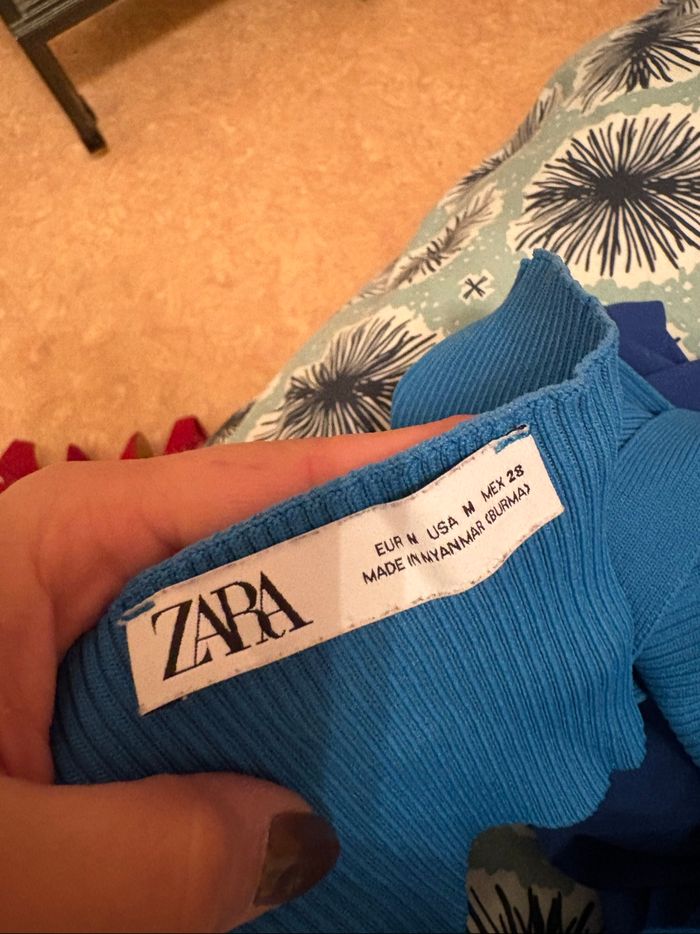 ZARA
EUR M USA M MEX 28
MADE IN MYANMAR (BURMA)